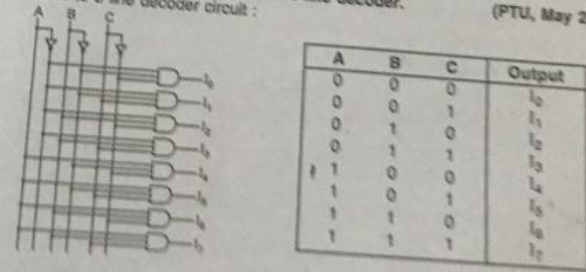 line decoder circuit :
decoder.
(PTU, May 2
A B C
I₀
I₁
I₂
I₃
I₄
I₅
I₆
I₇
A B C Output
0 0 0 I₀
0 0 1 I₁
0 1 0 I₂
0 1 1 I₃
1 0 0 I₄
1 0 1 I₅
1 1 0 I₆
1 1 1 I₇